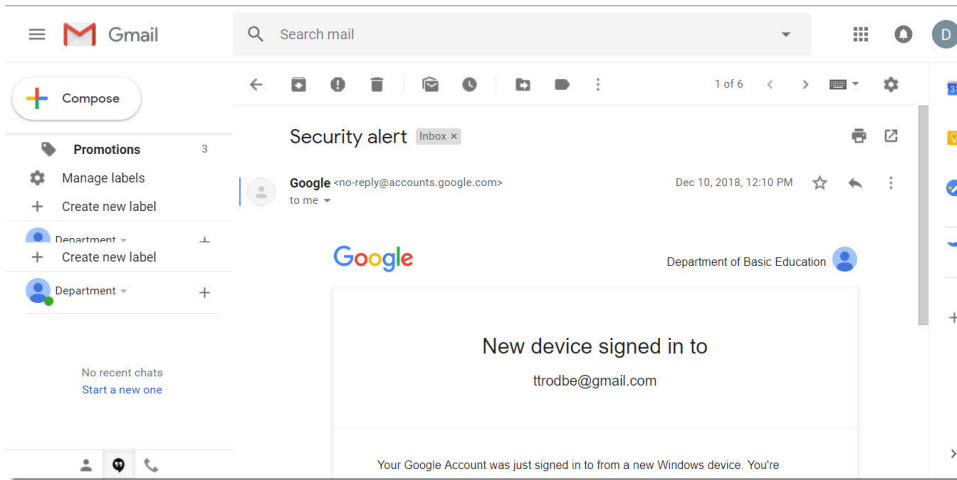 Gmail
Search mail
D
Compose
1 of 6
Promotions 3
Manage labels
Create new label
Department
Create new label
Department
No recent chats
Start a new one
Security alert Inbox ×
Google <no-reply@accounts.google.com>
Dec 10, 2018, 12:10 PM
to me
Google
Department of Basic Education
New device signed in to
ttrodbe@gmail.com
Your Google Account was just signed in to from a new Windows device. You're